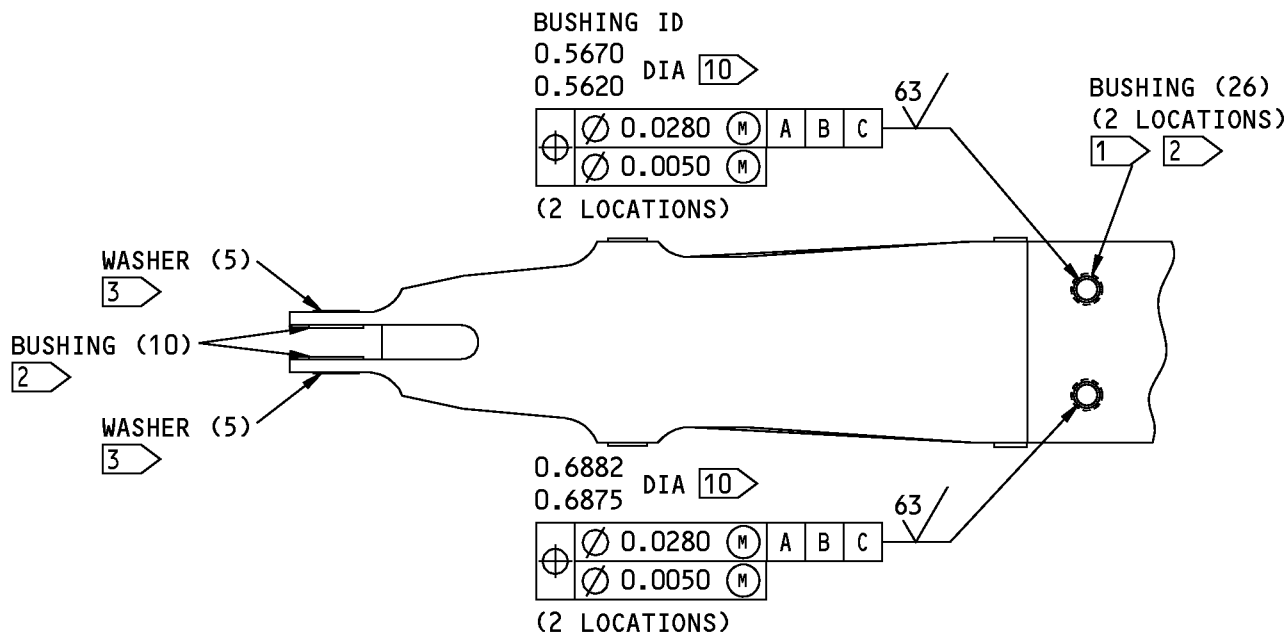 BUSHING ID
0.5670
0.5620 DIA 10
⌖ ⌀ 0.0280 Ⓜ A B C
⌀ 0.0050 Ⓜ
(2 LOCATIONS)
63
BUSHING (26)
(2 LOCATIONS)
1 2
WASHER (5)
3
BUSHING (10)
2
WASHER (5)
3
0.6882
0.6875 DIA 10
⌖ ⌀ 0.0280 Ⓜ A B C
⌀ 0.0050 Ⓜ
(2 LOCATIONS)
63